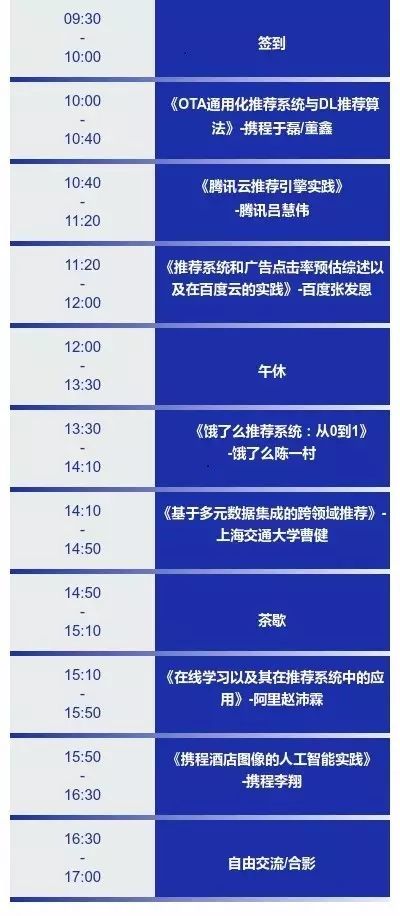 09:30
-
10:00
签到
10:00
-
10:40
《OTA通用化推荐系统与DL推荐算
法》-携程于磊/董鑫
10:40
-
11:20
《腾讯云推荐引擎实践》
-腾讯吕慧伟
11:20
-
12:00
《推荐系统和广告点击率预估综述以
及在百度云的实践》-百度张发恩
12:00
-
13:30
午休
13:30
-
14:10
《饿了么推荐系统：从0到1》
-饿了么陈一村
14:10
-
14:50
《基于多元数据集成的跨领域推荐》-
上海交通大学曹健
14:50
-
15:10
茶歇
15:10
-
15:50
《在线学习以及其在推荐系统中的应
用》-阿里赵沛霖
15:50
-
16:30
《携程酒店图像的人工智能实践》
-携程李翔
16:30
-
17:00
自由交流/合影